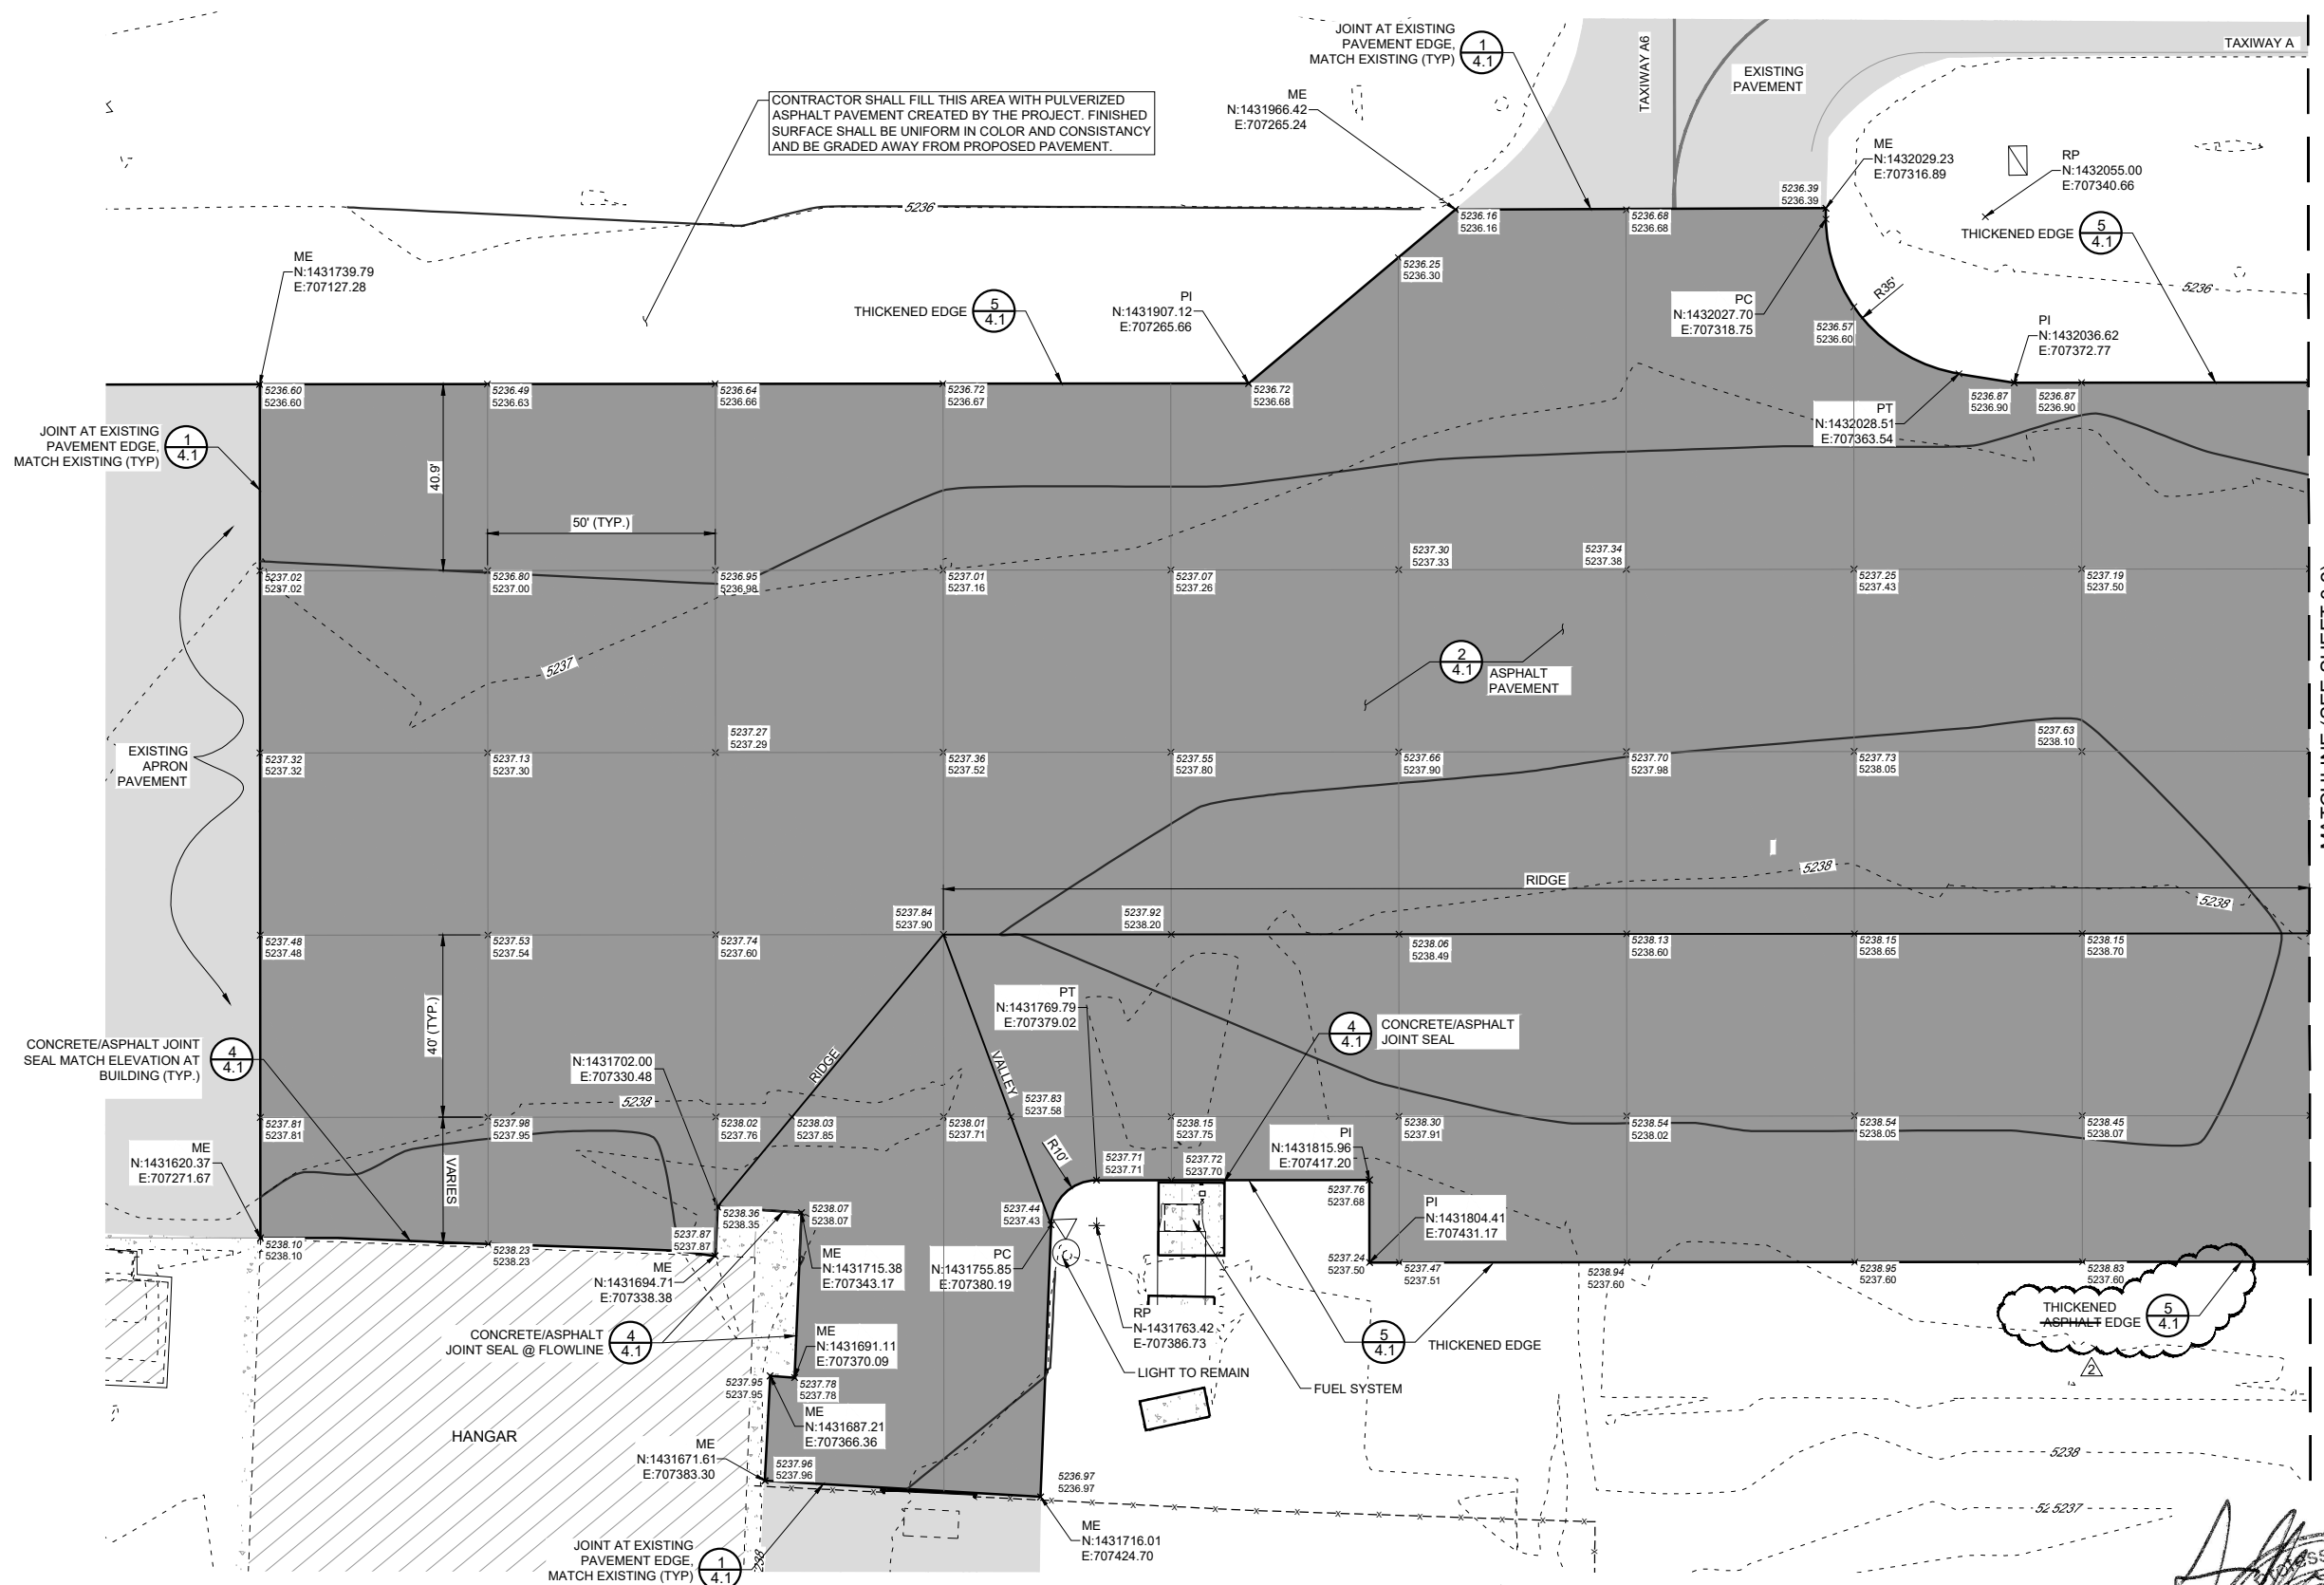 JOINT AT EXISTING
PAVEMENT EDGE,
MATCH EXISTING (TYP)
1
4.1
TAXIWAY A6
EXISTING
PAVEMENT
TAXIWAY A
CONTRACTOR SHALL FILL THIS AREA WITH PULVERIZED
ASPHALT PAVEMENT CREATED BY THE PROJECT. FINISHED
SURFACE SHALL BE UNIFORM IN COLOR AND CONSISTANCY
AND BE GRADED AWAY FROM PROPOSED PAVEMENT.
ME
N:1431966.42
E:707265.24
ME
N:1432029.23
E:707316.89
RP
N:1432055.00
E:707340.66
5236
5236.16
5236.16
5236.68
5236.68
5236.39
5236.39
THICKENED EDGE
5
4.1
ME
N:1431739.79
E:707127.28
5236.25
5236.30
THICKENED EDGE
5
4.1
PI
N:1431907.12
E:707265.66
PC
N:1432027.70
E:707318.75
R35'
5236
5236.57
5236.60
PI
N:1432036.62
E:707372.77
5236.60
5236.60
5236.49
5236.63
5236.64
5236.66
5236.72
5236.67
5236.72
5236.68
5236.87
5236.90
5236.87
5236.90
PT
N:1432028.51
E:707363.54
JOINT AT EXISTING
PAVEMENT EDGE,
MATCH EXISTING (TYP)
1
4.1
40.9'
50' (TYP.)
5237.02
5237.02
5236.80
5237.00
5236.95
5236.98
5237.01
5237.16
5237.07
5237.26
5237.30
5237.33
5237.34
5237.38
5237.25
5237.43
5237.19
5237.50
5237
2
4.1
ASPHALT
PAVEMENT
EXISTING
APRON
PAVEMENT
5237.32
5237.32
5237.13
5237.30
5237.27
5237.29
5237.36
5237.52
5237.55
5237.80
5237.66
5237.90
5237.70
5237.98
5237.73
5238.05
5237.63
5238.10
RIDGE
5238
5238
5237.48
5237.48
5237.53
5237.54
5237.74
5237.60
5237.84
5237.90
5237.92
5238.20
5238.06
5238.49
5238.13
5238.60
5238.15
5238.65
5238.15
5238.70
40' (TYP.)
PT
N:1431769.79
E:707379.02
4
4.1
CONCRETE/ASPHALT
JOINT SEAL
CONCRETE/ASPHALT JOINT
SEAL MATCH ELEVATION AT
BUILDING (TYP.)
4
4.1
N:1431702.00
E:707330.48
RIDGE
VALLEY
5238
5237.81
5237.81
5237.98
5237.95
5238.02
5237.76
5238.03
5237.85
5238.01
5237.71
5237.83
5237.58
5238.15
5237.75
5238.30
5237.91
5238.54
5238.02
5238.54
5238.05
5238.45
5238.07
ME
N:1431620.37
E:707271.67
VARIES
R10'
5237.71
5237.71
5237.72
5237.70
PI
N:1431815.96
E:707417.20
5237.76
5237.68
PI
N:1431804.41
E:707431.17
5238.10
5238.10
5238.23
5238.23
5237.87
5237.87
5238.36
5238.35
5238.07
5238.07
5237.44
5237.43
ME
N:1431694.71
E:707338.38
ME
N:1431715.38
E:707343.17
PC
N:1431755.85
E:707380.19
5237.24
5237.50
5237.47
5237.51
5238.94
5237.60
5238.95
5237.60
5238.83
5237.60
THICKENED
ASPHALT EDGE
5
4.1
2
RP
N-1431763.42
E-707386.73
CONCRETE/ASPHALT
JOINT SEAL @ FLOWLINE
4
4.1
ME
N:1431691.11
E:707370.09
5
4.1
THICKENED EDGE
LIGHT TO REMAIN
FUEL SYSTEM
5237.95
5237.95
5237.78
5237.78
ME
N:1431687.21
E:707366.36
HANGAR
ME
N:1431671.61
E:707383.30
5237.96
5237.96
5236.97
5236.97
ME
N:1431716.01
E:707424.70
5238
5237
JOINT AT EXISTING
PAVEMENT EDGE,
MATCH EXISTING (TYP)
1
4.1